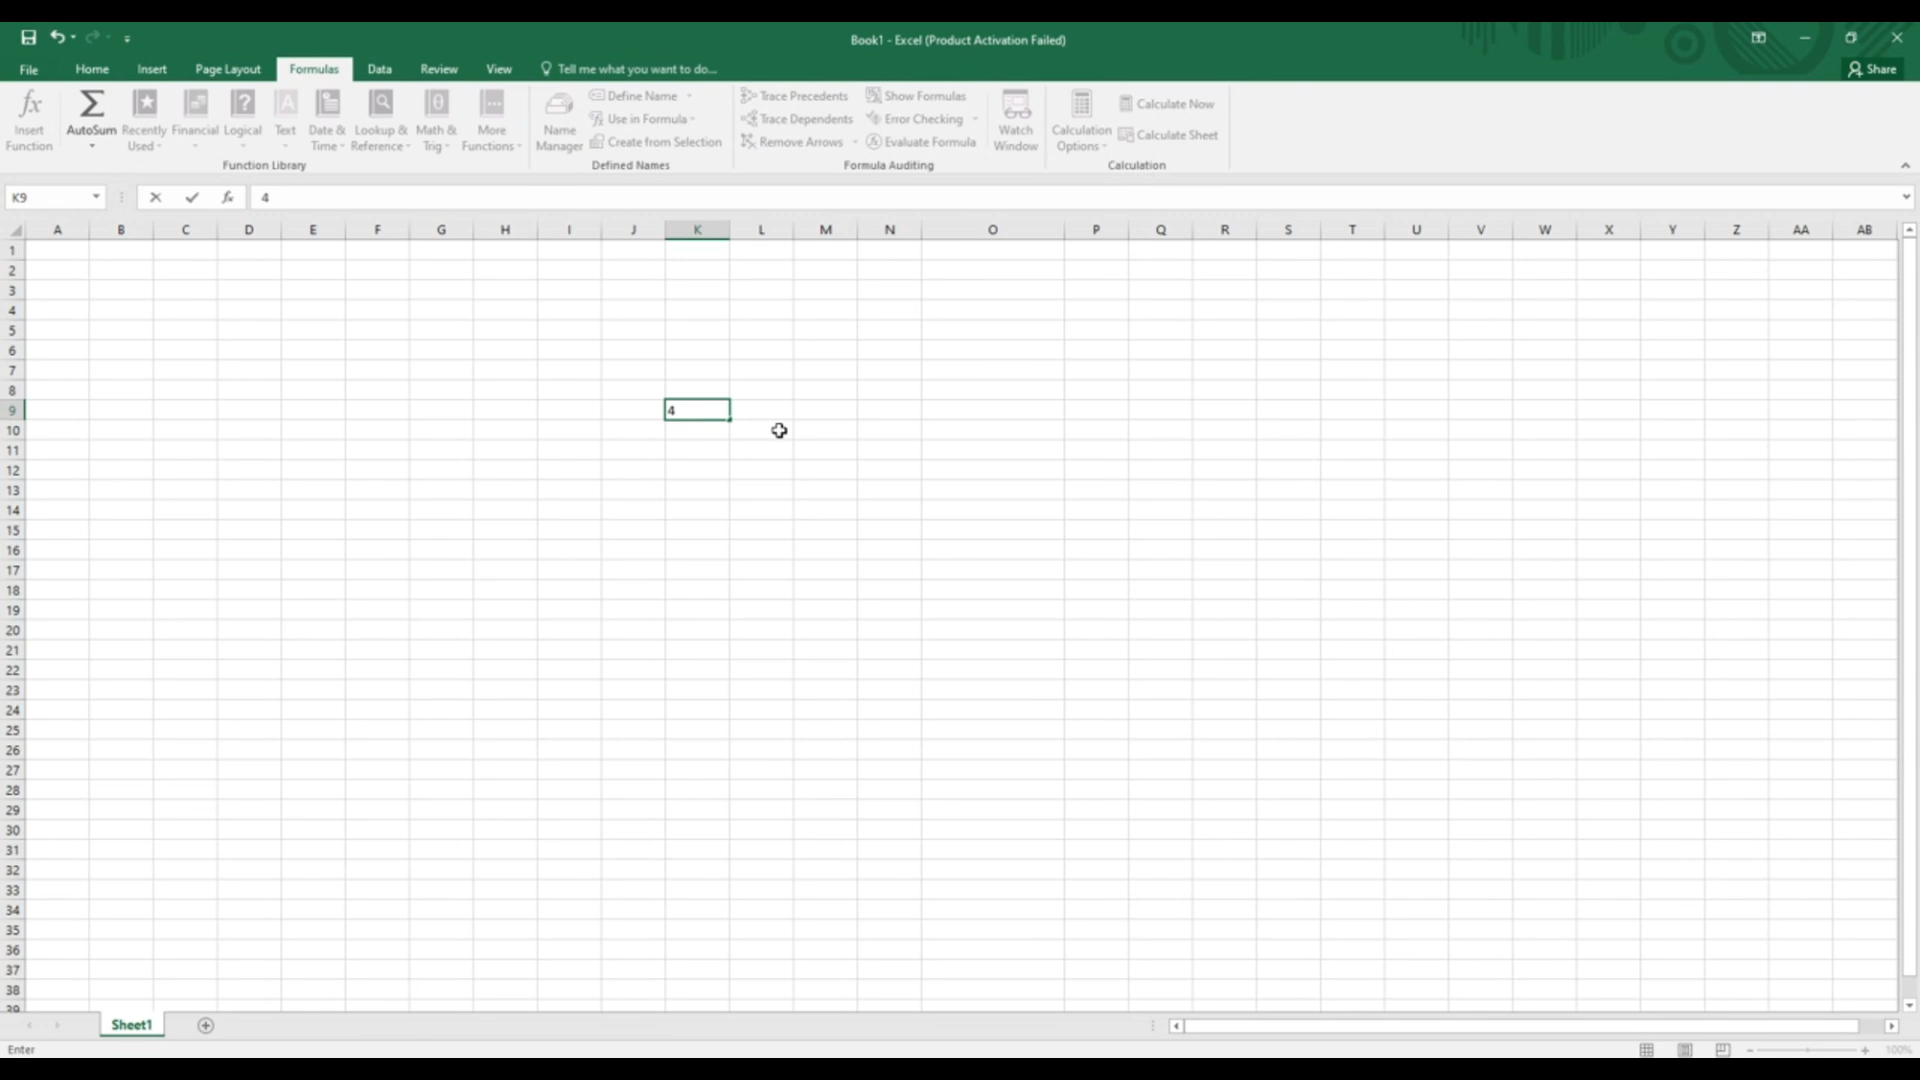 Book1 - Excel (Product Activation Failed)
File Home Insert Page Layout Formulas Data Review View Tell me what you want to do... Share
fx Insert Function
Σ AutoSum
Recently Used
Financial
? Logical
A Text
Date & Time
Lookup & Reference
θ Math & Trig
More Functions
Function Library
Name Manager
Define Name
Use in Formula
Create from Selection
Defined Names
Trace Precedents
Trace Dependents
Remove Arrows
Show Formulas
Error Checking
Evaluate Formula
Formula Auditing
Watch Window
Calculation Options
Calculate Now
Calculate Sheet
Calculation
K9 fx 4
A B C D E F G H I J K L M N O P Q R S T U V W X Y Z AA AB
1
2
3
4
5
6
7
8
9 4
10
11
12
13
14
15
16
17
18
19
20
21
22
23
24
25
26
27
28
29
30
31
32
33
34
35
36
37
38
39
Sheet1
Enter 100%